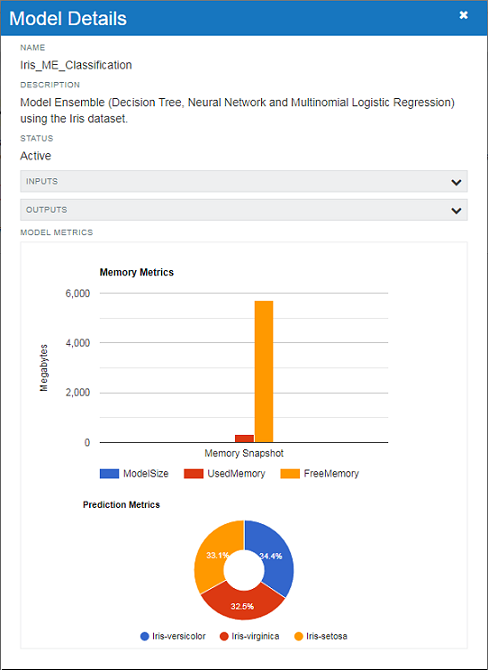 Model Details
NAME
Iris_ME_Classification
DESCRIPTION
Model Ensemble (Decision Tree, Neural Network and Multinomial Logistic Regression)
using the Iris dataset.
STATUS
Active
INPUTS
OUTPUTS
MODEL METRICS
Memory Metrics
6,000
4,000
2,000
0
Megabytes
Memory Snapshot
ModelSize UsedMemory FreeMemory
Prediction Metrics
33.1% 34.4%
32.5%
Iris-versicolor Iris-virginica Iris-setosa